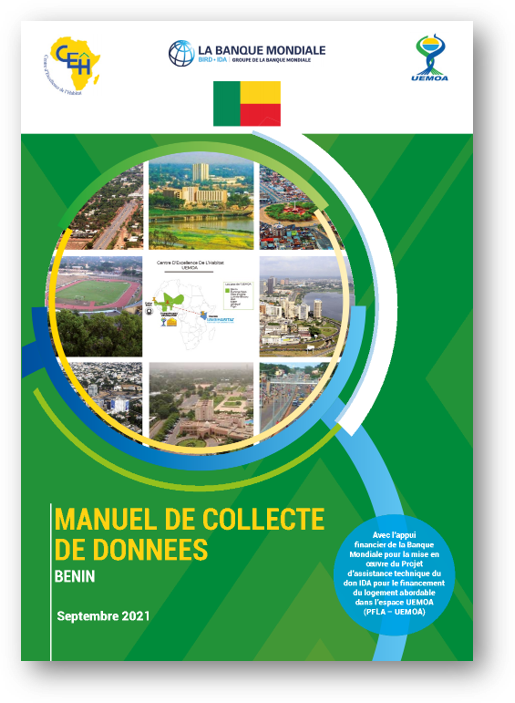 CEH
Centre d'Excellence de l'Habitat
LA BANQUE MONDIALE
BIRD • IDA | GROUPE DE LA BANQUE MONDIALE
UEMOA
Centre D'Excellence De L'Habitat
UEMOA
MANUEL DE COLLECTE
DE DONNEES
BENIN
Septembre 2021
Avec l'appui
financier de la Banque
Mondiale pour la mise en
œuvre du Projet
d'assistance technique du
don IDA pour le financement
du logement abordable
dans l'espace UEMOA
(PFLA – UEMOA)